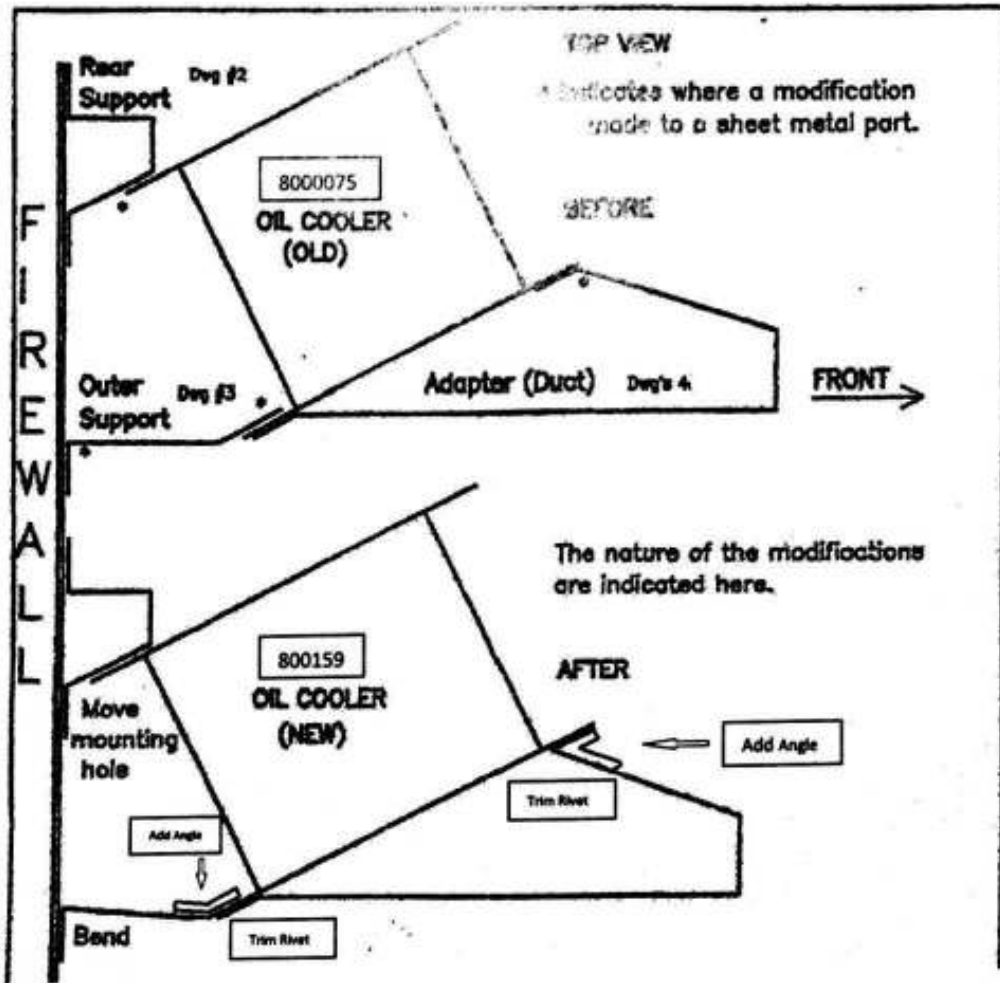 Rear
Support
Dwg #2
TOP VIEW
* indicates where a modification
made to a sheet metal part.
8000075
OIL COOLER
(OLD)
BEFORE
FIREWALL
Outer
Support
Dwg #3
Adapter (Duct)
Dwg's 4
FRONT
The nature of the modifications
are indicated here.
800159
OIL COOLER
(NEW)
AFTER
Move
mounting
hole
Add Angle
Trim Rivet
Add Angle
Bend
Trim Rivet